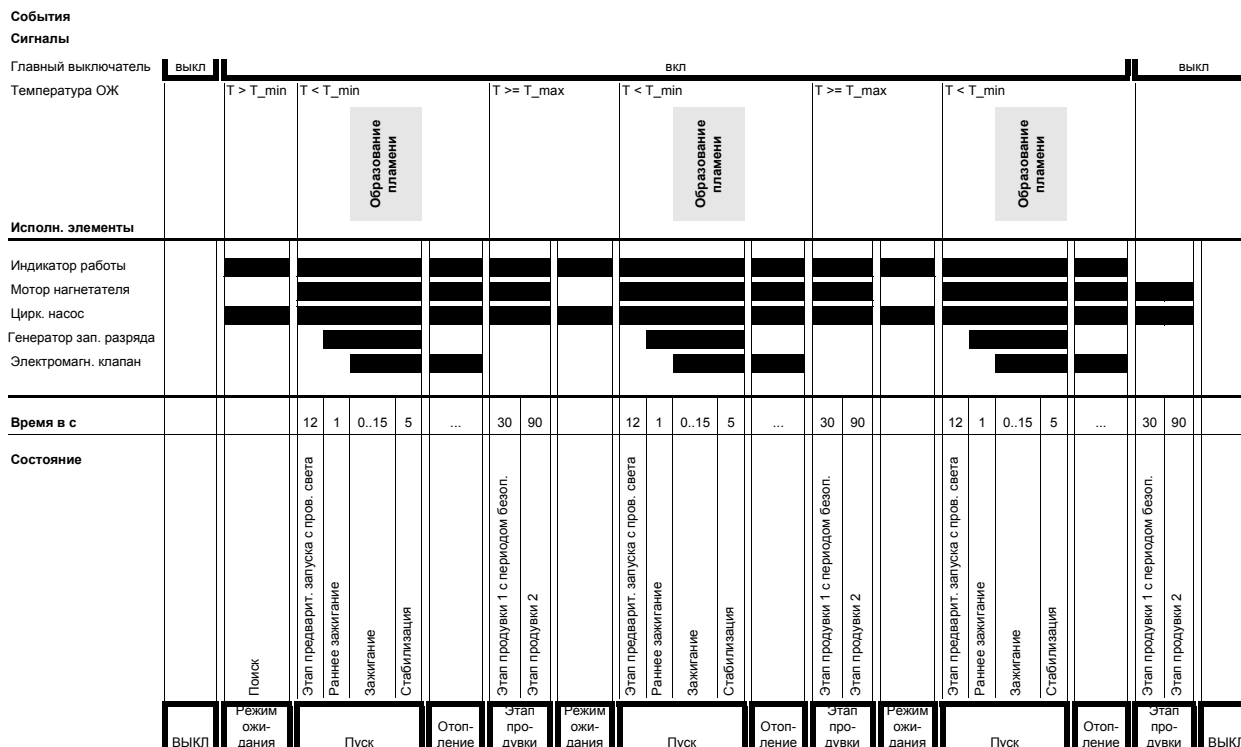 События
Сигналы
Главный выключатель выкл вкл выкл
Температура ОЖ T > T_min T < T_min T >= T_max T < T_min T >= T_max T < T_min
Образование
пламени
Образование
пламени
Образование
пламени
Исполн. элементы
Индикатор работы
Мотор нагнетателя
Цирк. насос
Генератор зап. разряда
Электромагн. клапан
Время в с 12 1 0..15 5 ... 30 90 12 1 0..15 5 ... 30 90 12 1 0..15 5 ... 30 90
Состояние
Поиск
Этап предварит. запуска с пров. света
Раннее зажигание
Зажигание
Стабилизация
Этап продувки 1 с периодом безоп.
Этап продувки 2
Этап предварит. запуска с пров. света
Раннее зажигание
Зажигание
Стабилизация
Этап продувки 1 с периодом безоп.
Этап продувки 2
Этап предварит. запуска с пров. света
Раннее зажигание
Зажигание
Стабилизация
Этап продувки 1 с периодом безоп.
Этап продувки 2
ВЫКЛ
Режим
ожи-
дания
Пуск
Отоп-
ление
Этап
про-
дувки
Режим
ожи-
дания
Пуск
Отоп-
ление
Этап
про-
дувки
Режим
ожи-
дания
Пуск
Отоп-
ление
Этап
про-
дувки
ВЫКЛ